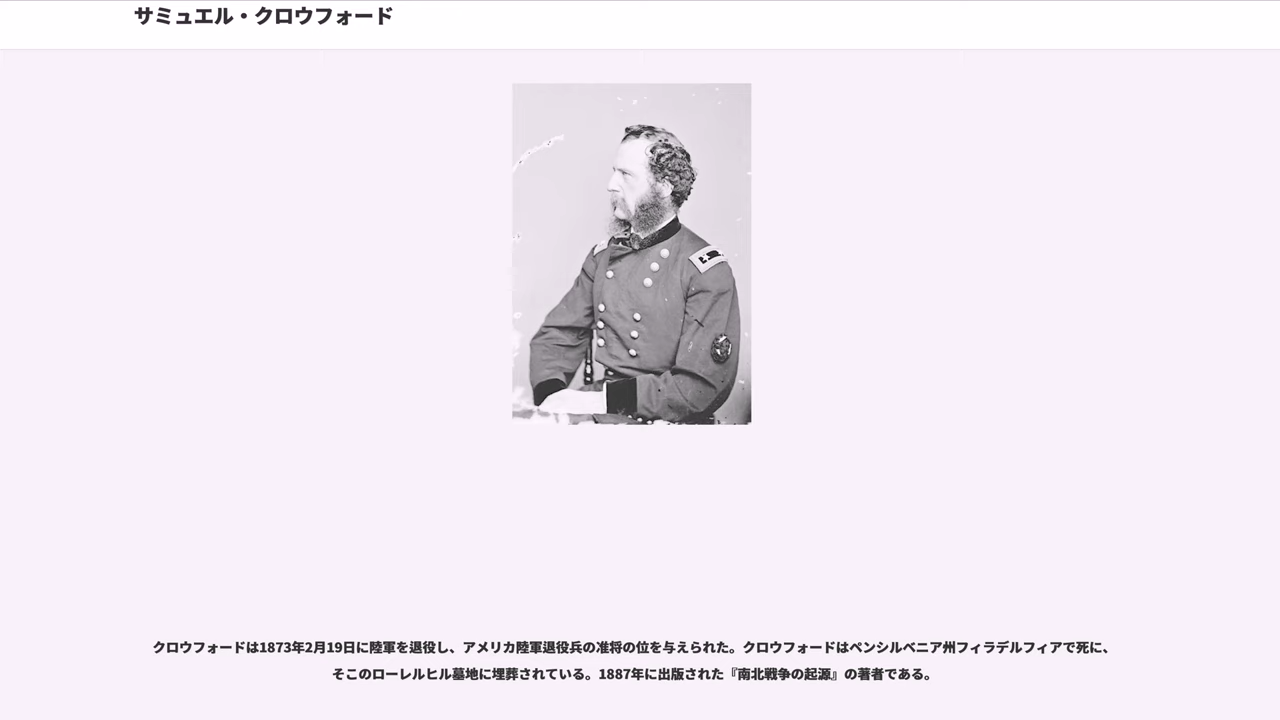 サミュエル・クロウフォード
クロウフォードは1873年2月19日に陸軍を退役し、アメリカ陸軍退役兵の准将の位を与えられた。クロウフォードはペンシルベニア州フィラデルフィアで死に、
そこのローレルヒル墓地に埋葬されている。1887年に出版された『南北戦争の起源』の著者である。